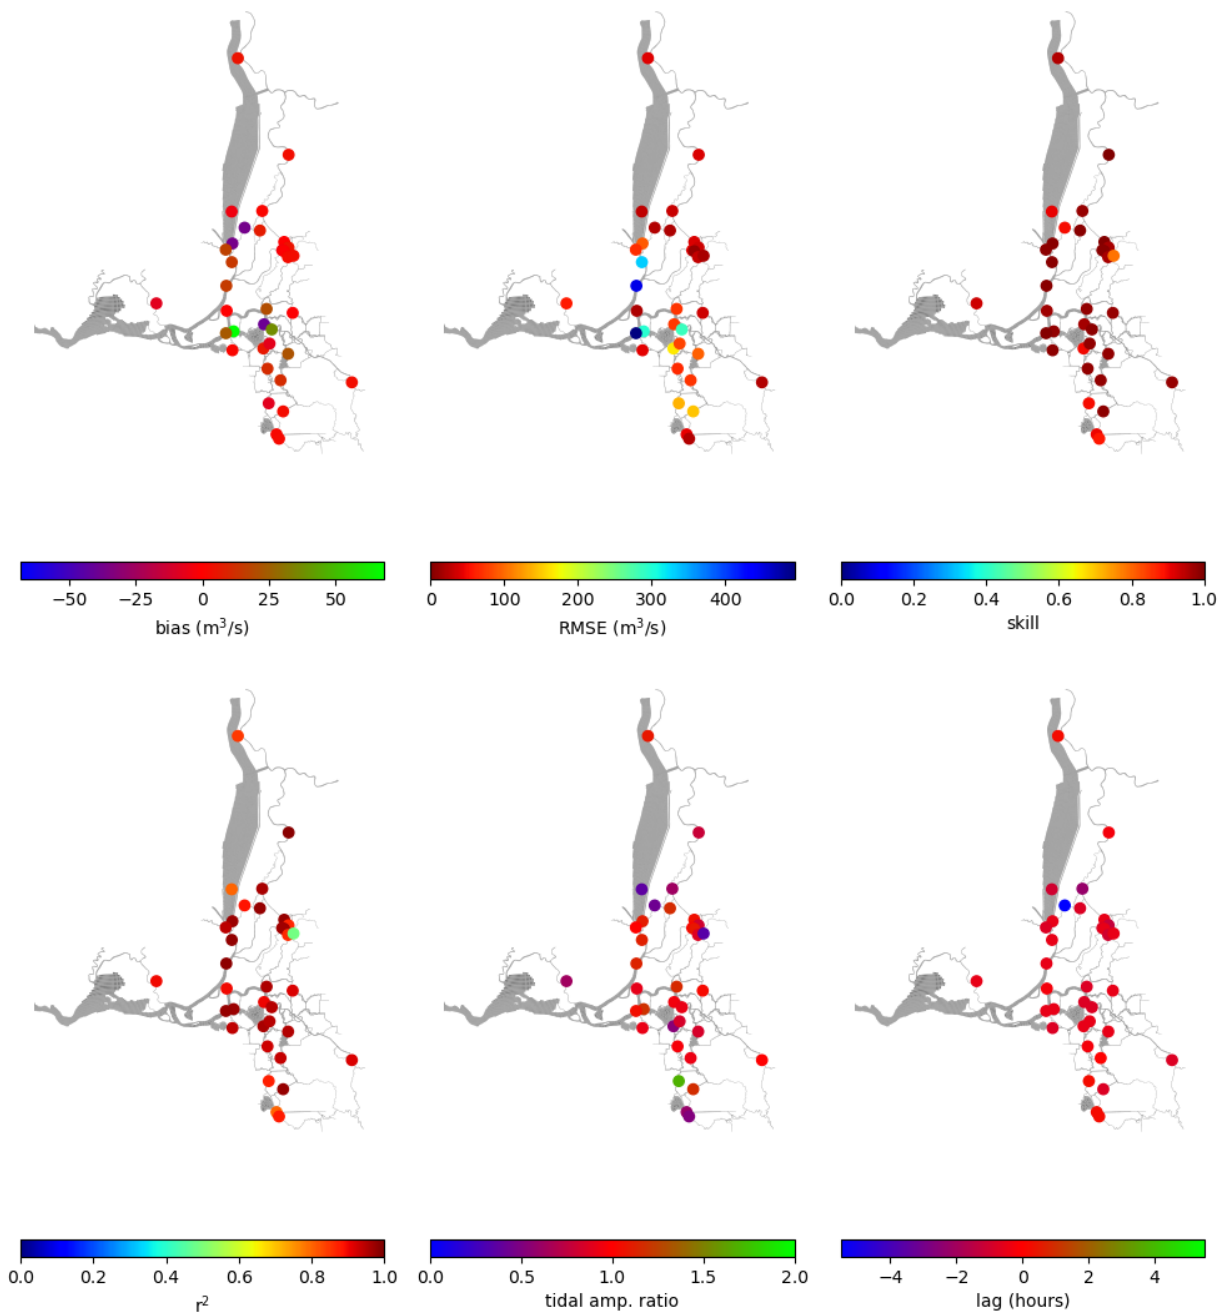 −50 −25 0 25 50
bias (m³/s)
0 100 200 300 400
RMSE (m³/s)
0.0 0.2 0.4 0.6 0.8 1.0
skill
0.0 0.2 0.4 0.6 0.8 1.0
r²
0.0 0.5 1.0 1.5 2.0
tidal amp. ratio
−4 −2 0 2 4
lag (hours)